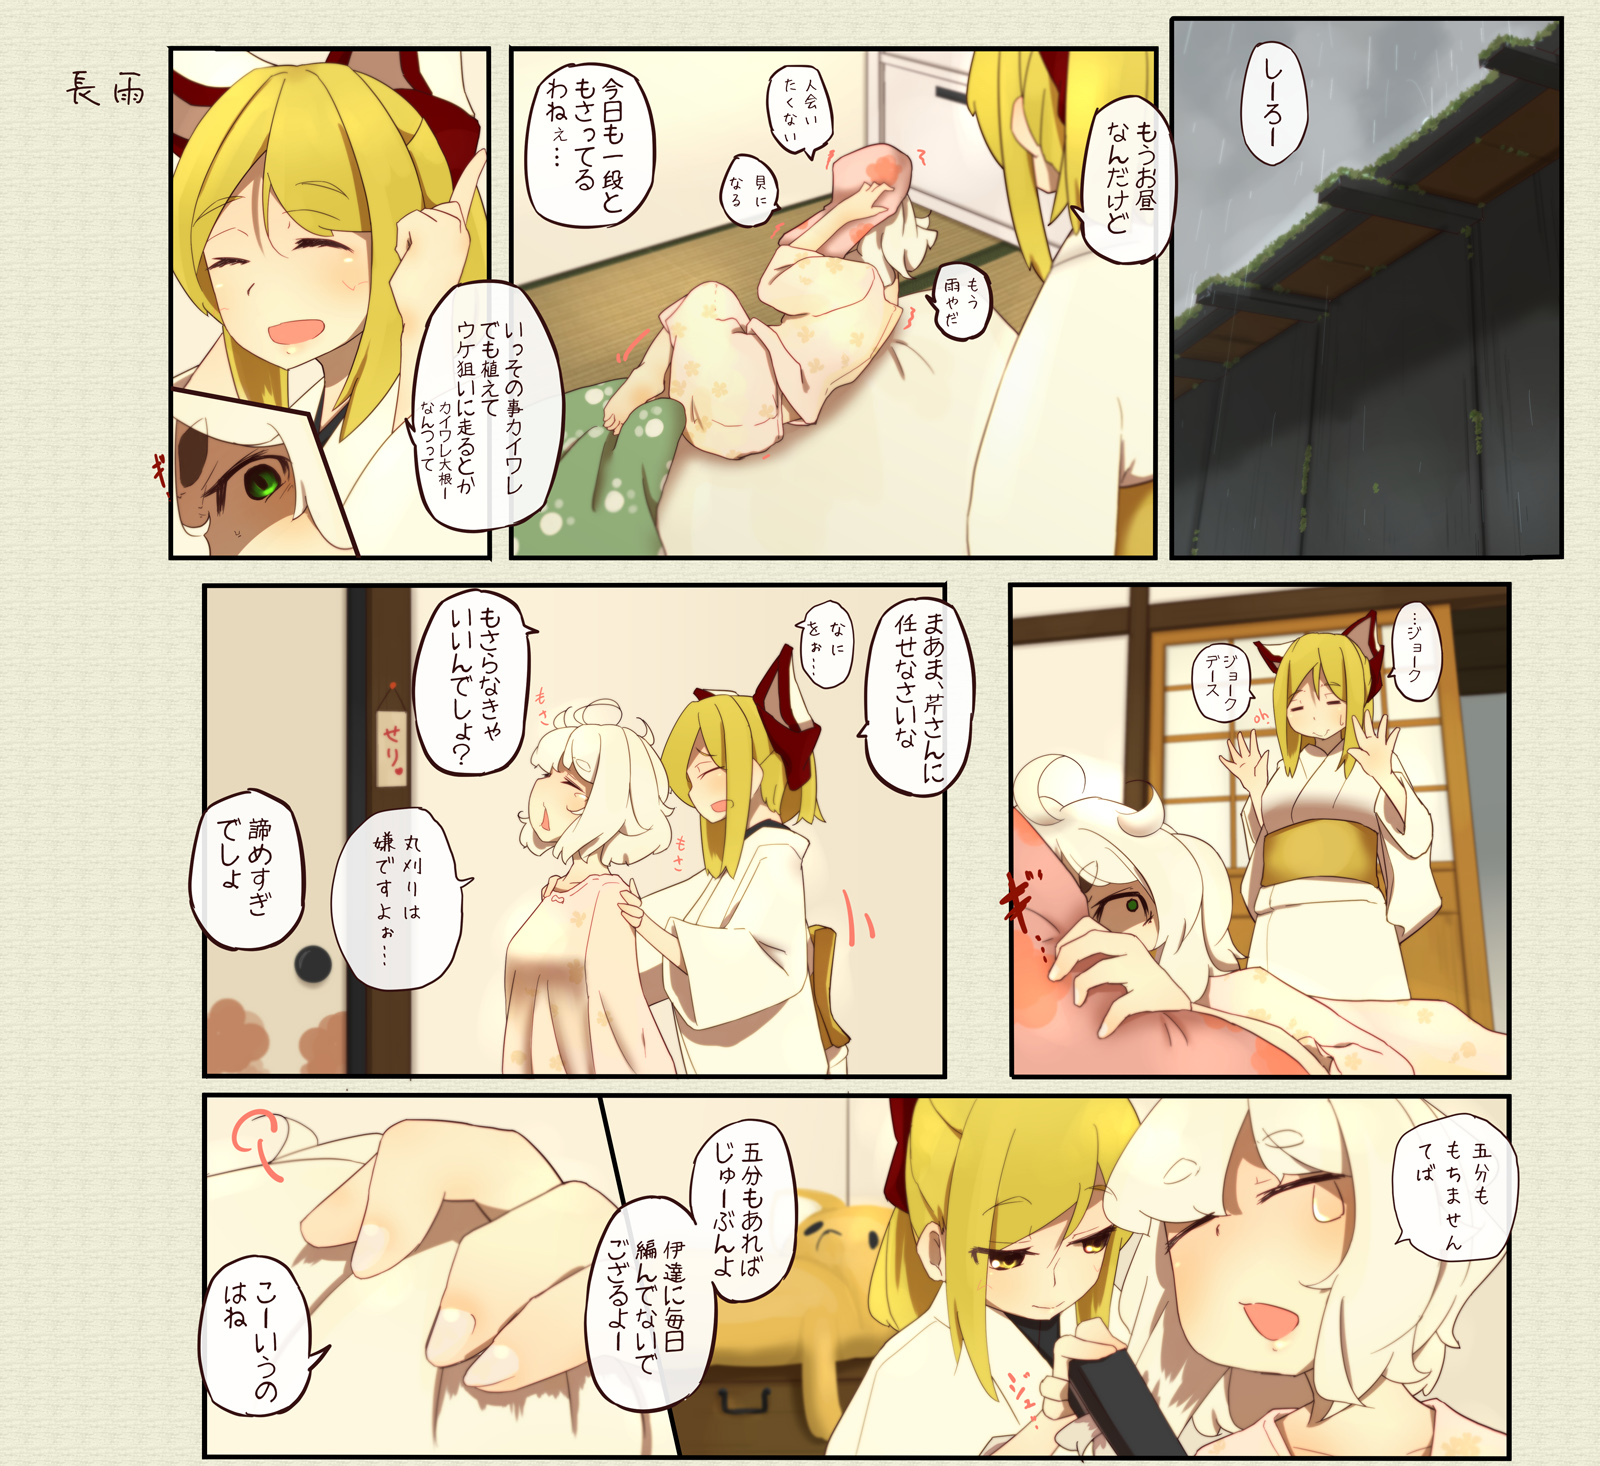 長雨
しーろー
もうお昼
なんだけど
人会い
たくない
貝に
なる
もう
雨やだ
今日も一段と
もさってる
わねぇ…
いっその事カイワレ
でも植えて
ウケ狙いに走るとか
カイワレ大根ー
なんつって
ギ
…ジョーク
ジョーク
デース
oh.
ギ…
まあま、芹さんに
任せなさいな
なに
をぉ…
もさらなきゃ
いいんでしょ?
もさ
もさ
せり
丸刈りは
嫌ですよぉ…
諦めすぎ
でしょ
五分も
もちません
てば
五分もあれば
じゅーぶんよ
伊達に毎日
編んでないで
ござるよー
ジュ…
こーいうの
はね